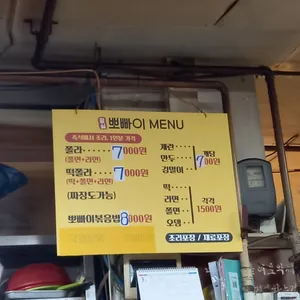 뽀빠이 MENU
즉석에서 조리, 1인분 가격
쫄라 7000원
(쫄면+라면)
떡쫄라 7000원
(떡+쫄면+라면)
(짜장도가능)
뽀빠이볶음밥 8000원
계란
만두
김말이
개당
700원
떡
라면
쫄면
오뎅
각각
1500원
조리포장 / 재료포장